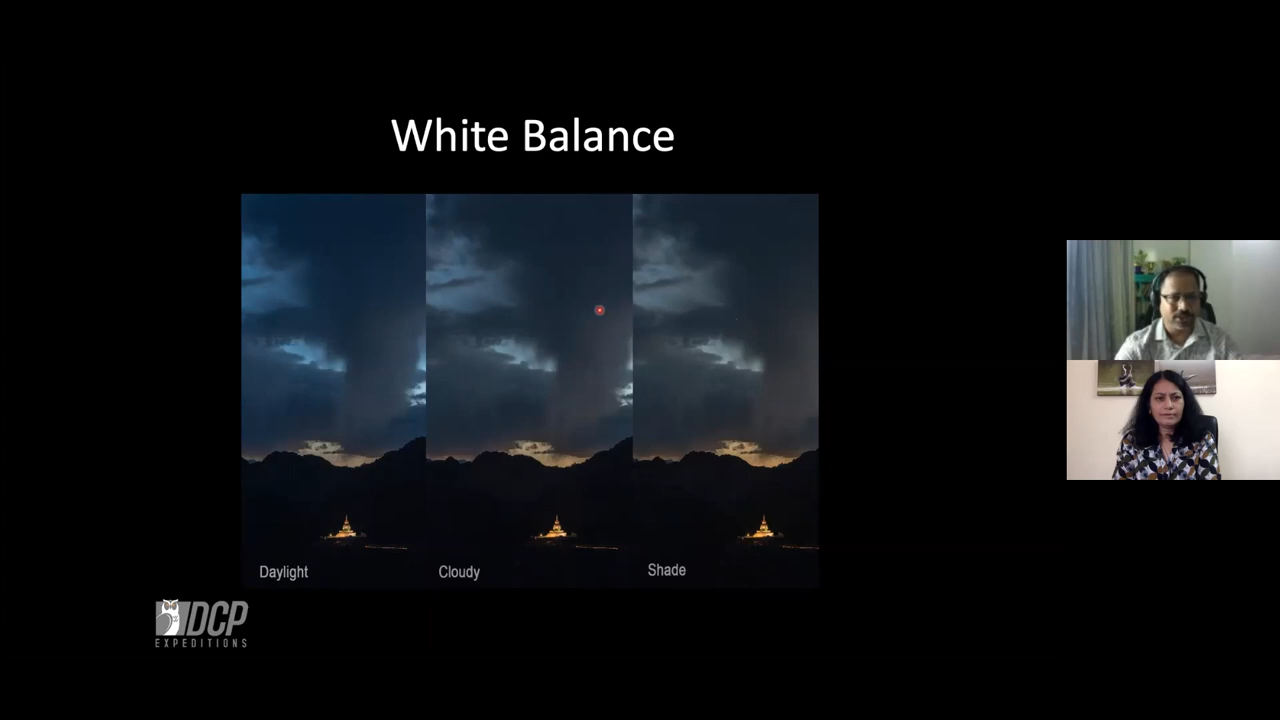 White Balance
Daylight
Cloudy
Shade
DCP
EXPEDITIONS